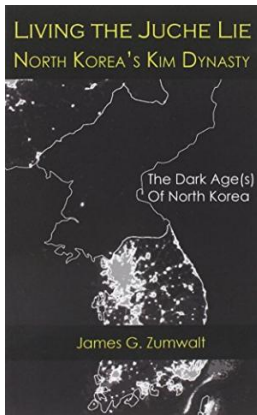 LIVING THE JUCHE LIE
NORTH KOREA'S KIM DYNASTY
The Dark Age(s)
Of North Korea
James G. Zumwalt